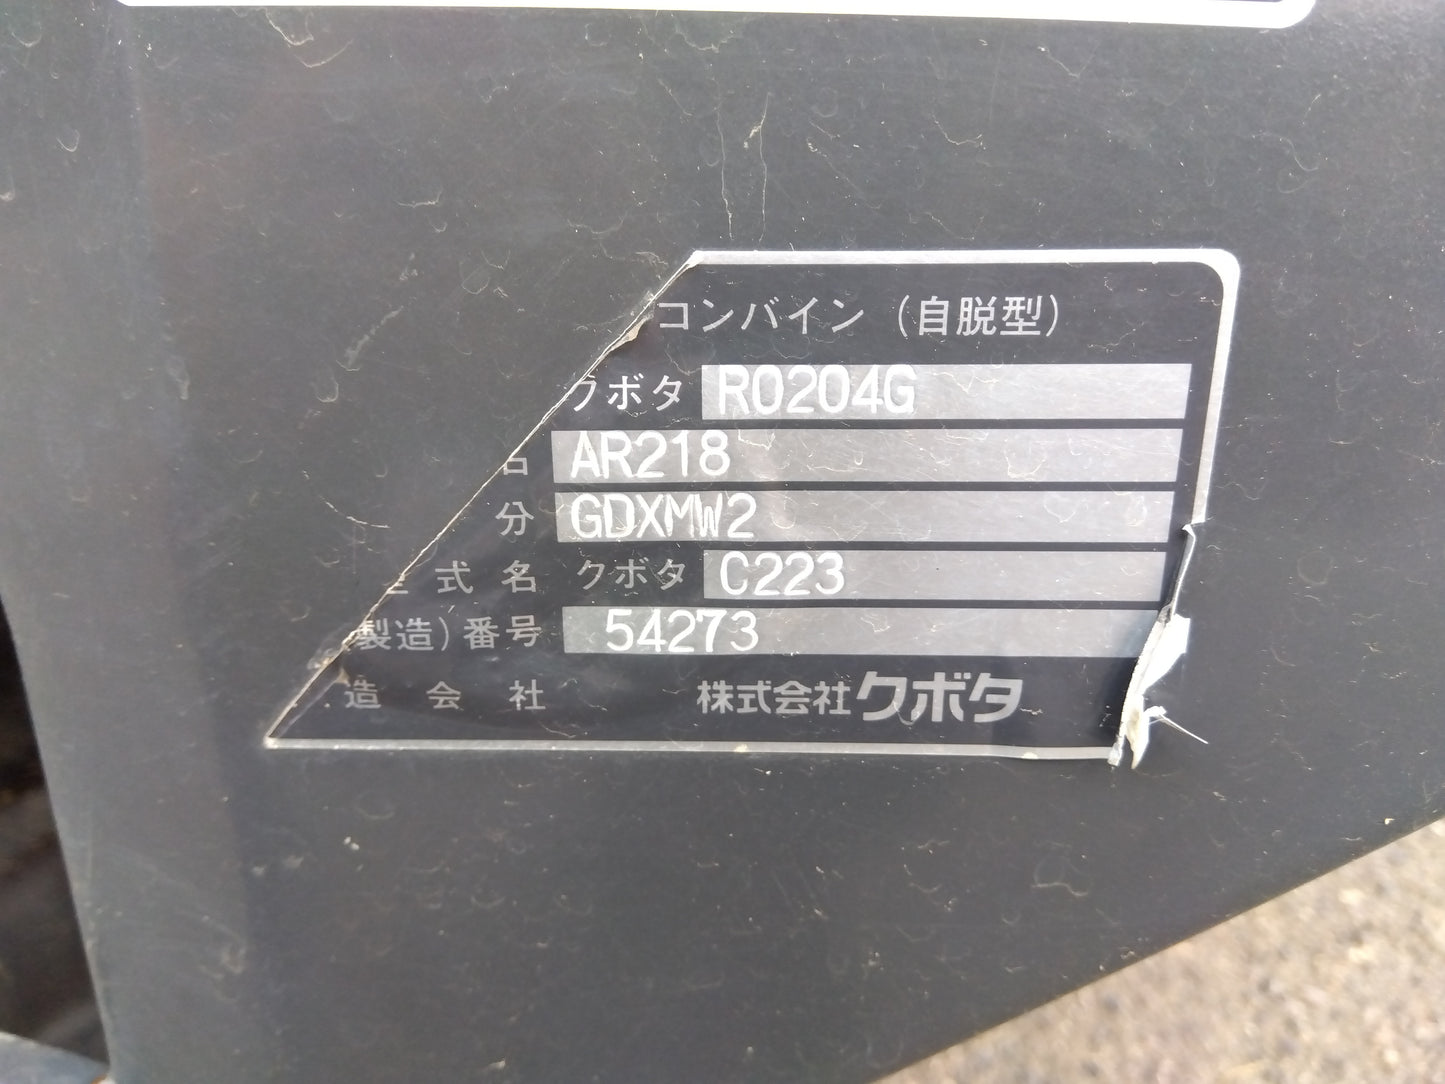 コンバイン (自脱型)
クボタ R0204G
AR218
分 GDXMW2
式名 クボタ C223
製造)番号 54273
造会社 株式会社クボタ